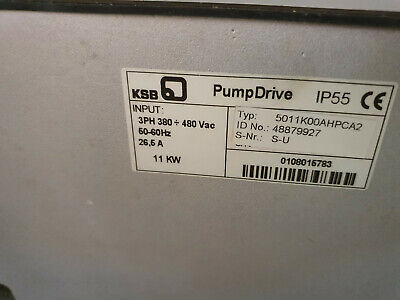 KSB PumpDrive IP55 CE
INPUT:
3PH 380 ÷ 480 Vac
50-60Hz
26,5 A
11 KW
Typ: 5011K00AHPCA2
ID No.: 48879927
S-Nr.: S-U
0108015783